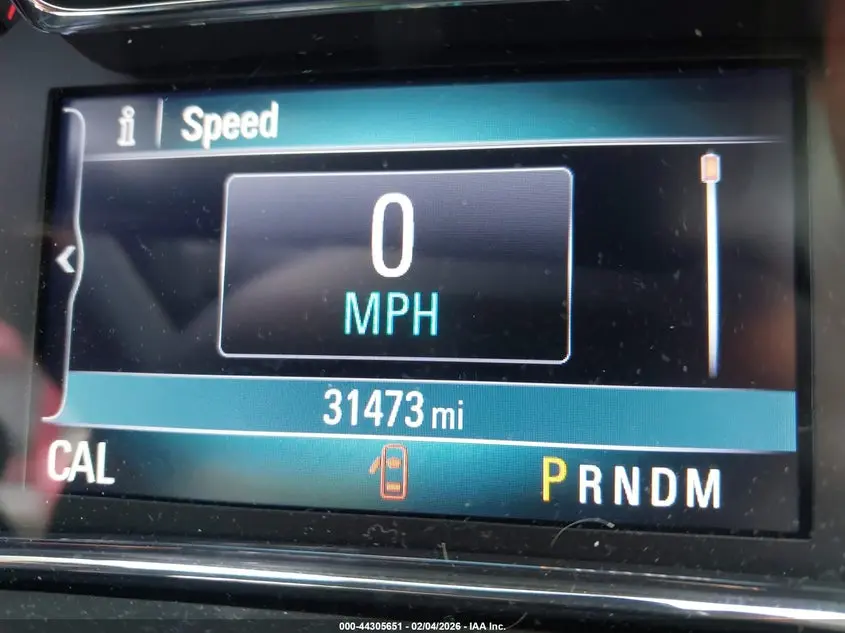 i Speed
0
MPH
31473 mi
CAL
PRNDM
000-44305651 - 02/04/2026 - IAA Inc.